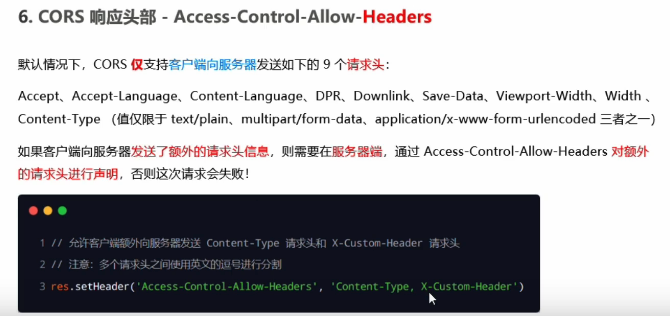 6. CORS 响应头部 - Access-Control-Allow-Headers
默认情况下，CORS 仅支持客户端向服务器发送如下的 9 个请求头：
Accept、Accept-Language、Content-Language、DPR、Downlink、Save-Data、Viewport-Width、Width 、
Content-Type （值仅限于 text/plain、multipart/form-data、application/x-www-form-urlencoded 三者之一）
如果客户端向服务器发送了额外的请求头信息，则需要在服务器端，通过 Access-Control-Allow-Headers 对额外
的请求头进行声明，否则这次请求会失败！
1 // 允许客户端额外向服务器发送 Content-Type 请求头和 X-Custom-Header 请求头
2 // 注意：多个请求头之间使用英文的逗号进行分割
3 res.setHeader('Access-Control-Allow-Headers', 'Content-Type, X-Custom-Header')